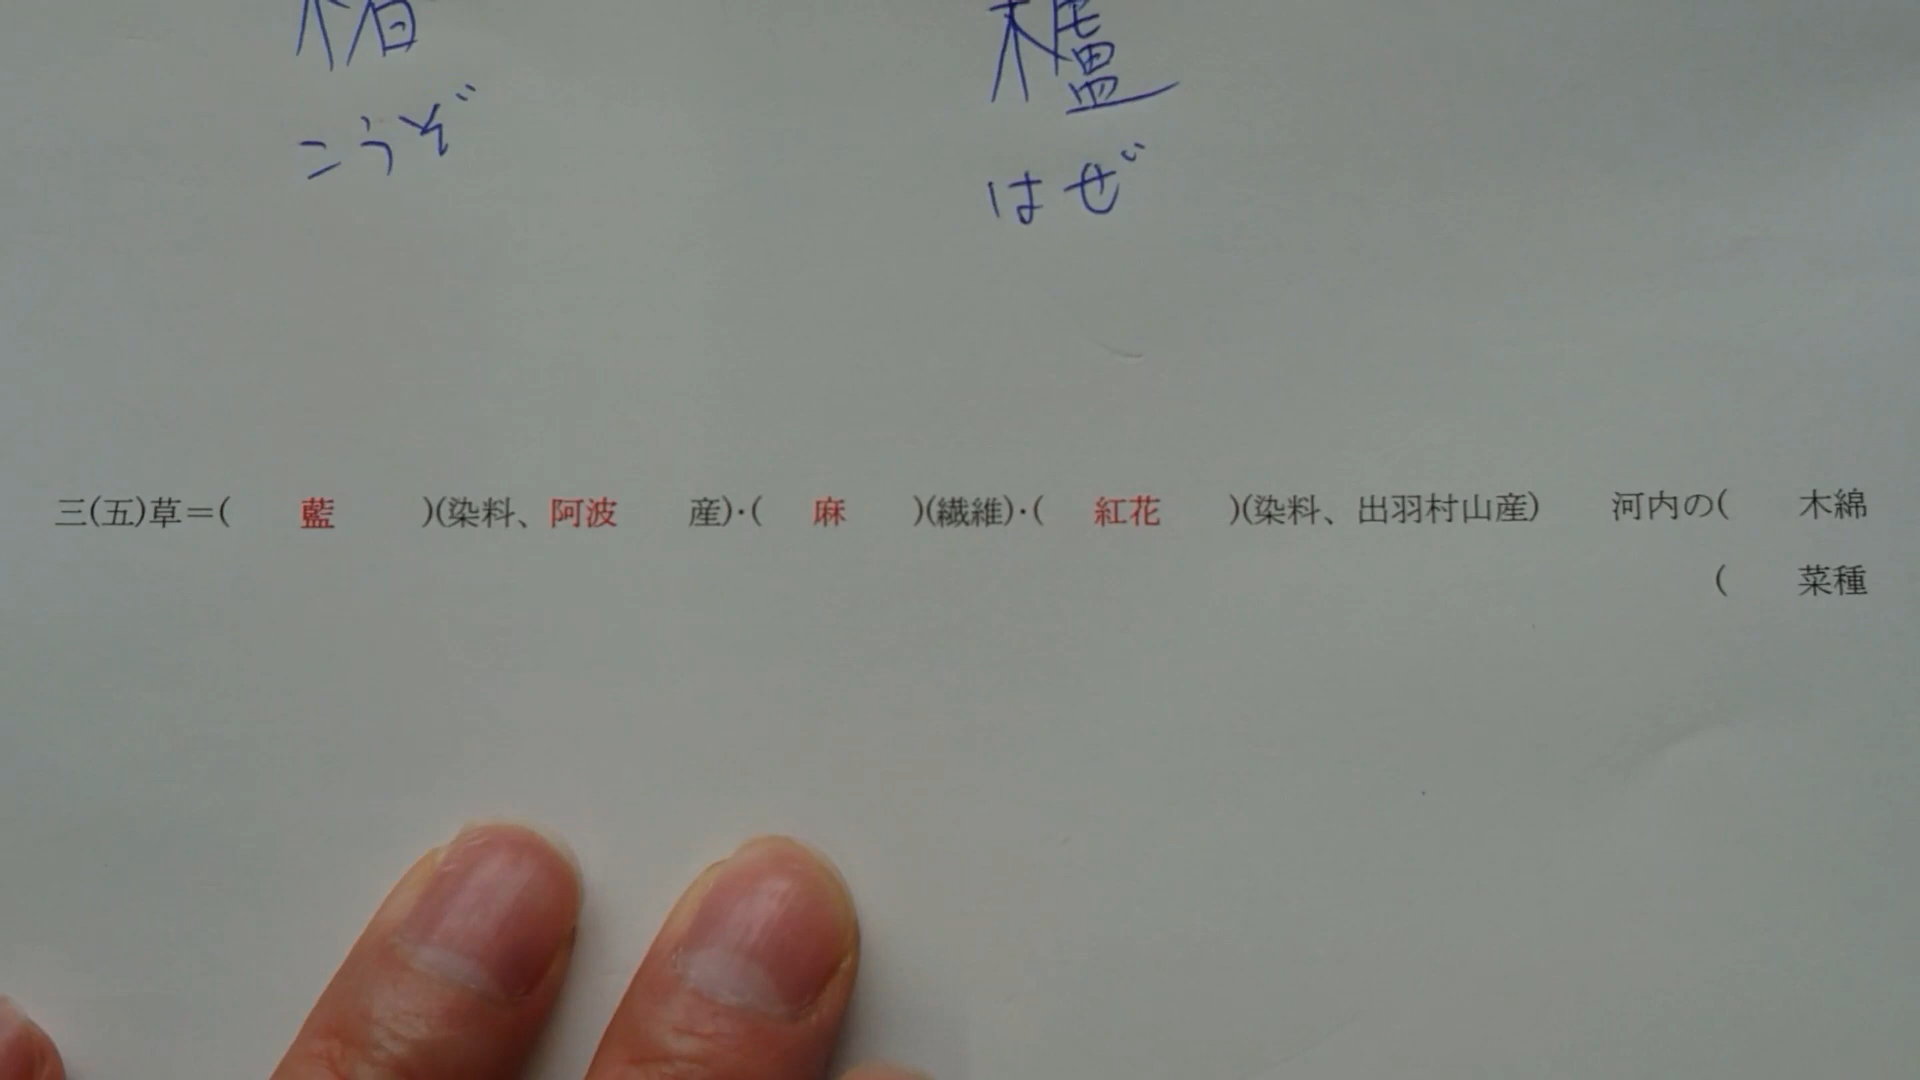 楮
こうぞ
櫨
はぜ
三(五)草＝(　藍　)(染料、阿波　産)・(　麻　)(繊維)・(　紅花　)(染料、出羽村山産)　河内の(　木綿
(　菜種